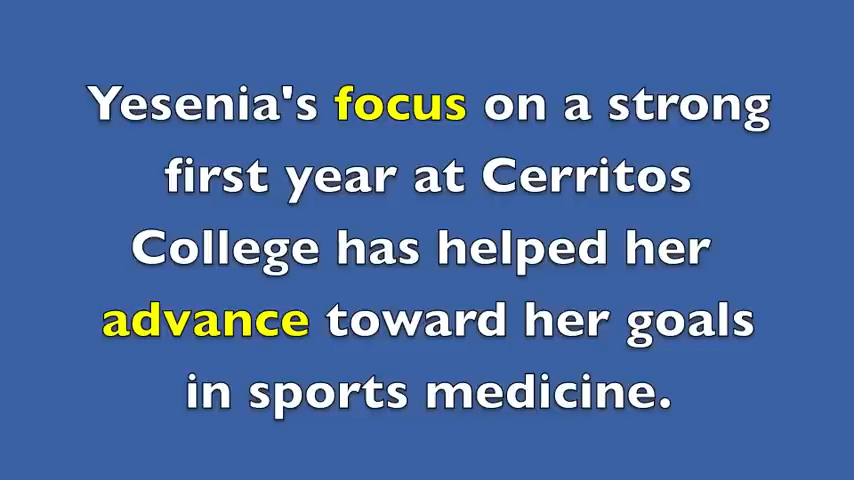 Yesenia's focus on a strong
first year at Cerritos
College has helped her
advance toward her goals
in sports medicine.